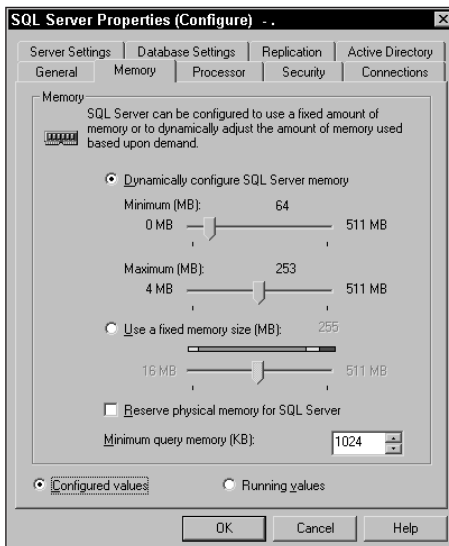 SQL Server Properties (Configure) - .
Server Settings Database Settings Replication Active Directory
General Memory Processor Security Connections
Memory
SQL Server can be configured to use a fixed amount of
memory or to dynamically adjust the amount of memory used
based upon demand.
Dynamically configure SQL Server memory
Minimum (MB): 64
0 MB 511 MB
Maximum (MB): 253
4 MB 511 MB
Use a fixed memory size (MB): 255
16 MB 511 MB
Reserve physical memory for SQL Server
Minimum query memory (KB): 1024
Configured values Running values
OK Cancel Help